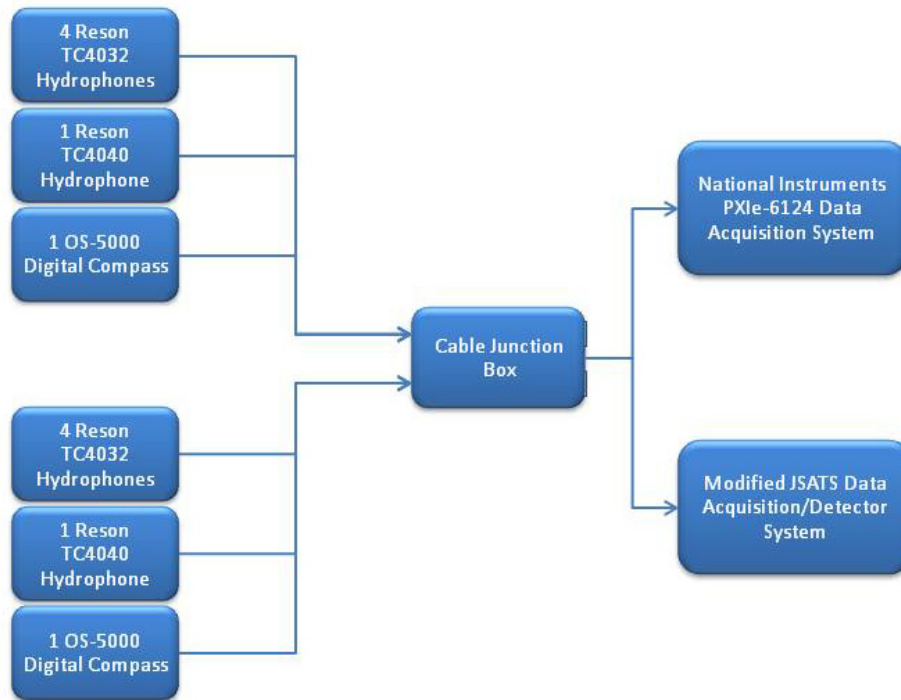 4 Reson
TC4032
Hydrophones
1 Reson
TC4040
Hydrophone
1 OS-5000
Digital Compass
National Instruments
PXIe-6124 Data
Acquisition System
Cable Junction
Box
4 Reson
TC4032
Hydrophones
1 Reson
TC4040
Hydrophone
1 OS-5000
Digital Compass
Modified JSATS Data
Acquisition/Detector
System